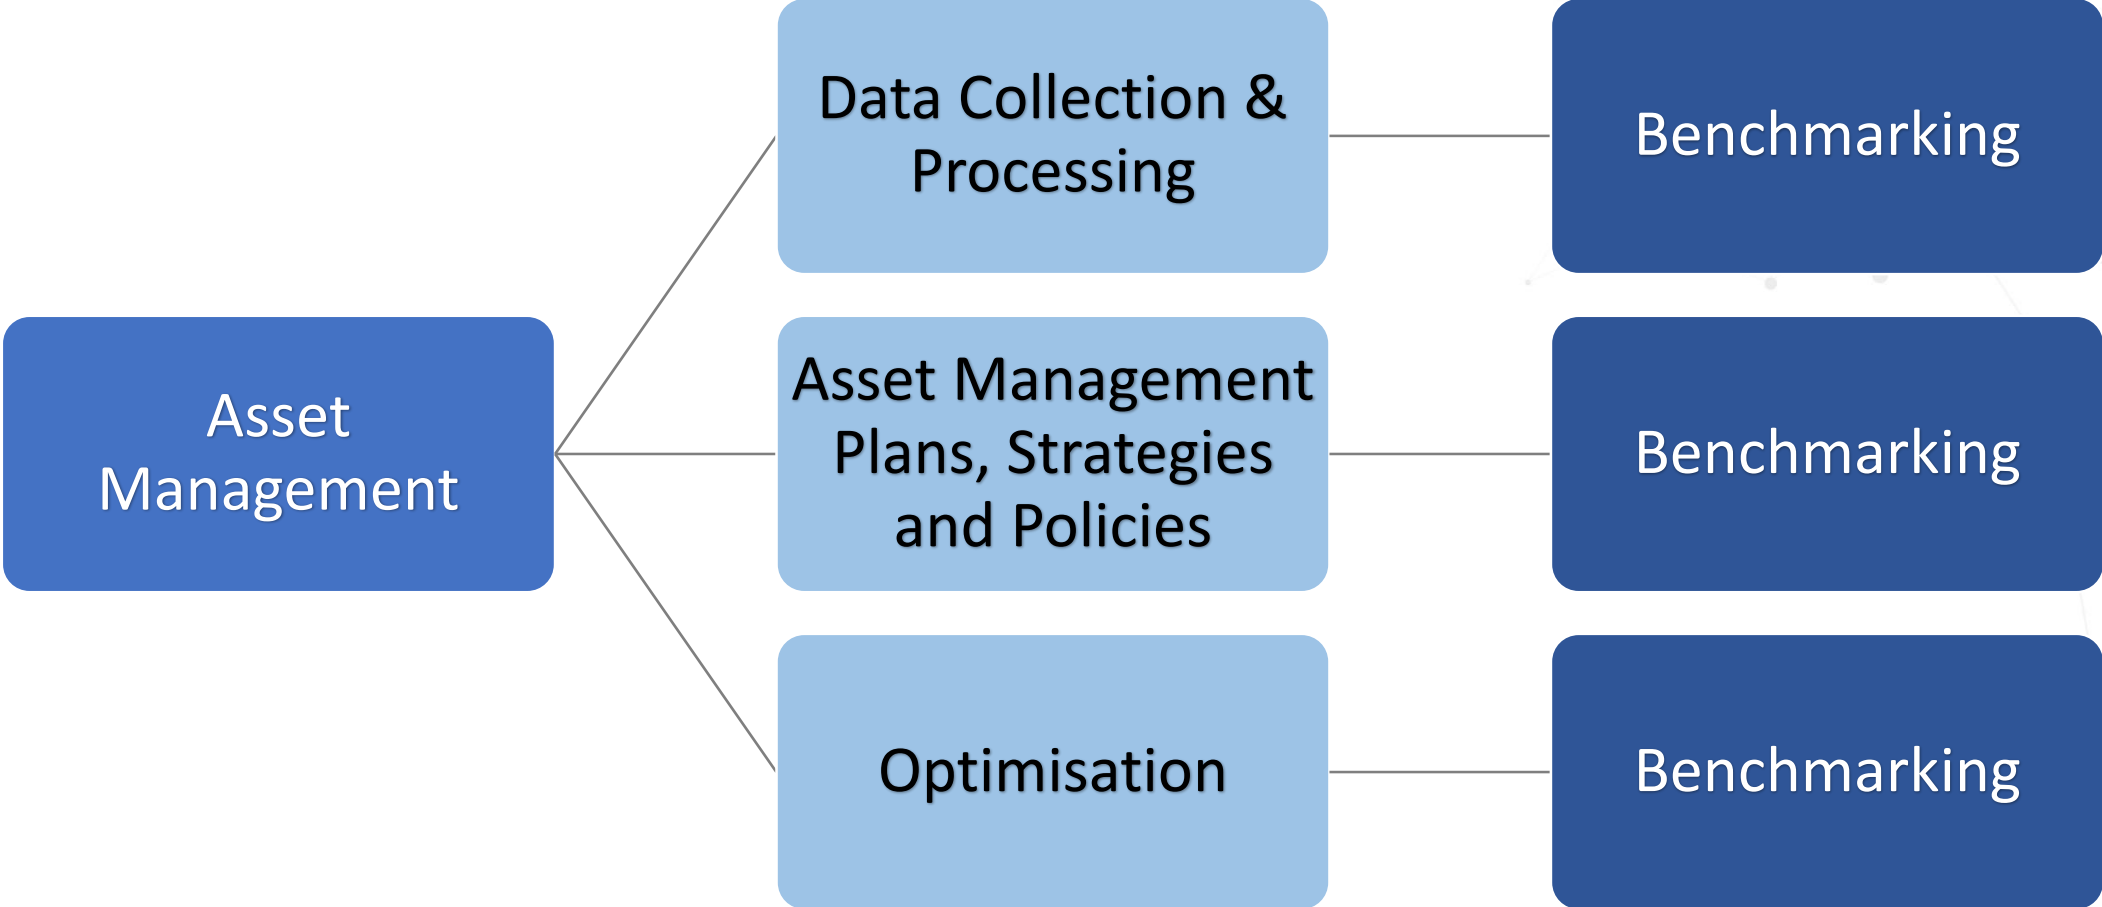 Data Collection &
Processing
Benchmarking
Asset
Management
Asset Management
Plans, Strategies
and Policies
Benchmarking
Optimisation
Benchmarking